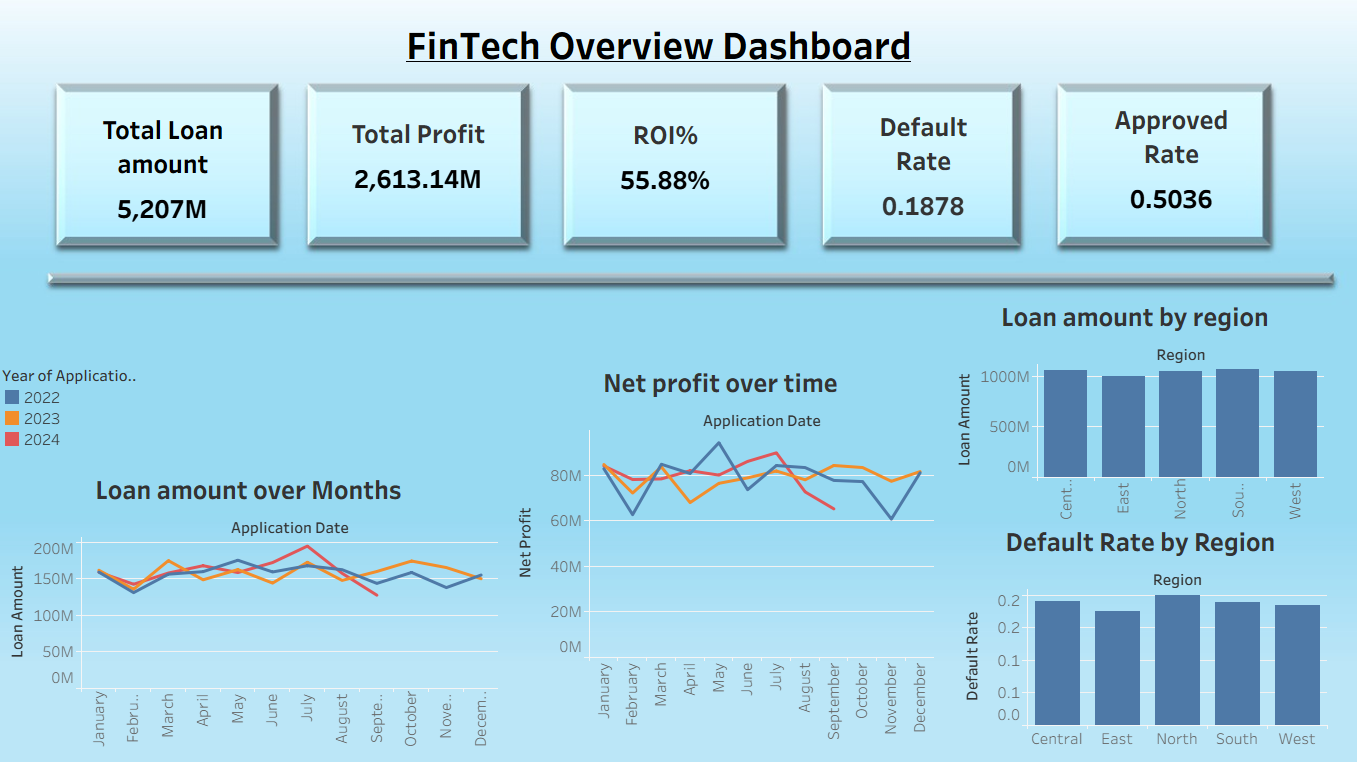 FinTech Overview Dashboard
Total Loan
amount
5,207M
Total Profit
2,613.14M
ROI%
55.88%
Default
Rate
0.1878
Approved
Rate
0.5036
Year of Applicatio..
2022
2023
2024
Loan amount over Months
Application Date
Loan Amount
200M
150M
100M
50M
0M
January
Febru..
March
April
May
June
July
August
Septe..
October
Nove..
Decem..
Net profit over time
Application Date
Net Profit
80M
60M
40M
20M
0M
January
February
March
April
May
June
July
August
September
October
November
December
Loan amount by region
Region
Loan Amount
1000M
500M
0M
Cent..
East
North
Sou..
West
Default Rate by Region
Region
Default Rate
0.2
0.2
0.1
0.1
0.0
Central
East
North
South
West